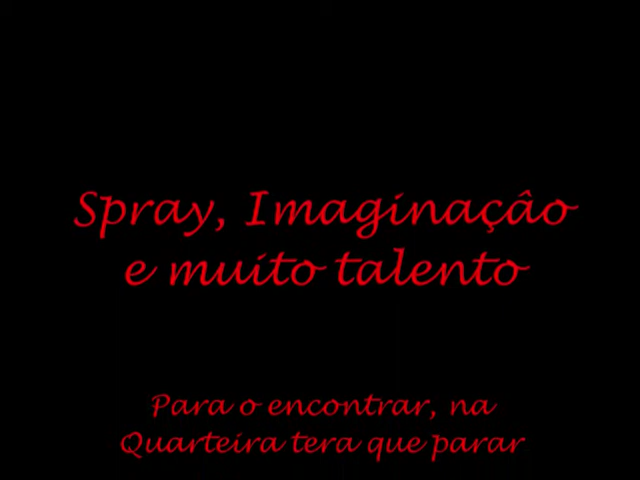 Spray, Imaginaçâo
e muito talento
Para o encontrar, na
Quarteira tera que parar